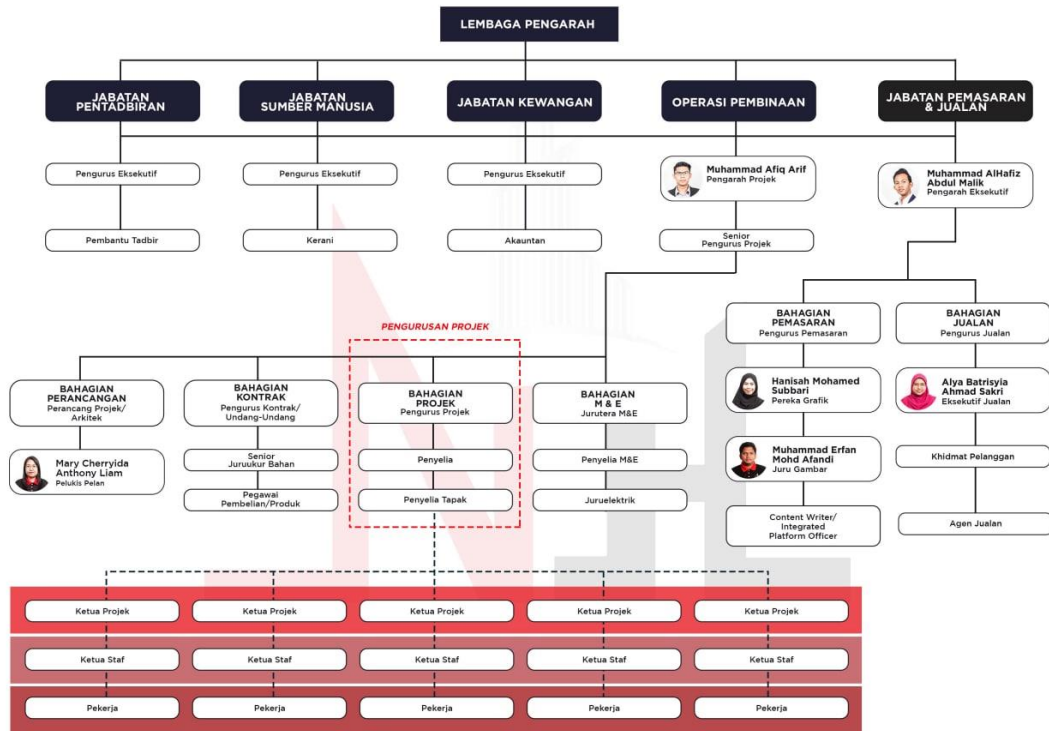 LEMBAGA PENGARAH
JABATAN
PENTADBIRAN
JABATAN
SUMBER MANUSIA
JABATAN KEWANGAN
OPERASI PEMBINAAN
JABATAN PEMASARAN
& JUALAN
Pengurus Eksekutif
Pengurus Eksekutif
Pengurus Eksekutif
Muhammad Afiq Arif
Pengarah Projek
Muhammad AlHafiz
Abdul Malik
Pengarah Eksekutif
Pembantu Tadbir
Kerani
Akauntan
Senior
Pengurus Projek
PENGURUSAN PROJEK
BAHAGIAN
PEMASARAN
Pengurus Pemasaran
BAHAGIAN
JUALAN
Pengurus Jualan
BAHAGIAN
PERANCANGAN
Perancang Projek/
Arkitek
BAHAGIAN
KONTRAK
Pengurus Kontrak/
Undang-Undang
BAHAGIAN
PROJEK
Pengurus Projek
BAHAGIAN
M & E
Jurutera M&E
Hanisah Mohamed
Subbari
Pereka Grafik
Alya Batrisyia
Ahmad Sakri
Eksekutif Jualan
Mary Cherryida
Anthony Liam
Pelukis Pelan
Senior
Juruukur Bahan
Penyelia
Penyelia M&E
Muhammad Erfan
Mohd Afandi
Juru Gambar
Khidmat Pelanggan
Pegawai
Pembelian/Produk
Penyelia Tapak
Juruelektrik
Content Writer/
Integrated
Platform Officer
Agen Jualan
Ketua Projek
Ketua Projek
Ketua Projek
Ketua Projek
Ketua Projek
Ketua Staf
Ketua Staf
Ketua Staf
Ketua Staf
Ketua Staf
Pekerja
Pekerja
Pekerja
Pekerja
Pekerja